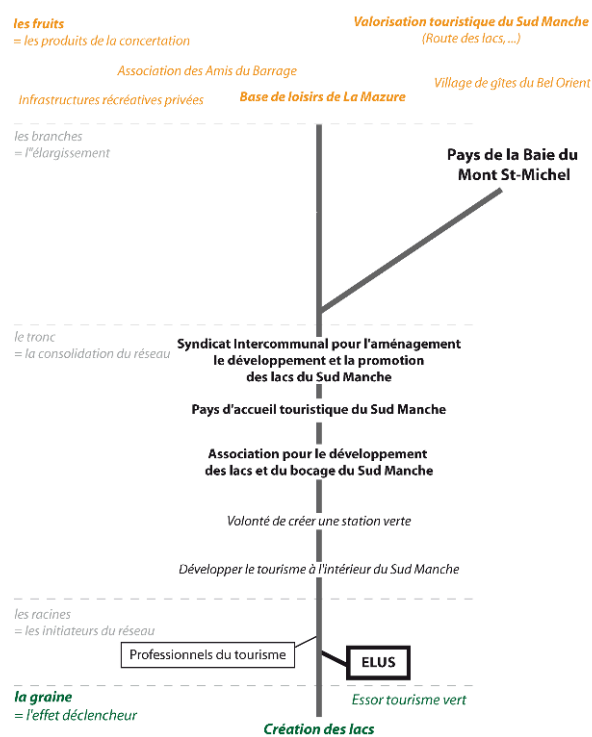 les fruits
= les produits de la concertation
Valorisation touristique du Sud Manche
(Route des lacs, ...)
Association des Amis du Barrage
Village de gîtes du Bel Orient
Infrastructures récréatives privées
Base de loisirs de La Mazure
les branches
= l''élargissement
Pays de la Baie du
Mont St-Michel
le tronc
= la consolidation du réseau
Syndicat Intercommunal pour l'aménagement
le développement et la promotion
des lacs du Sud Manche
Pays d'accueil touristique du Sud Manche
Association pour le développement
des lacs et du bocage du Sud Manche
Volonté de créer une station verte
Développer le tourisme à l'intérieur du Sud Manche
les racines
= les initiateurs du réseau
Professionnels du tourisme
ELUS
la graine
= l'effet déclencheur
Essor tourisme vert
Création des lacs